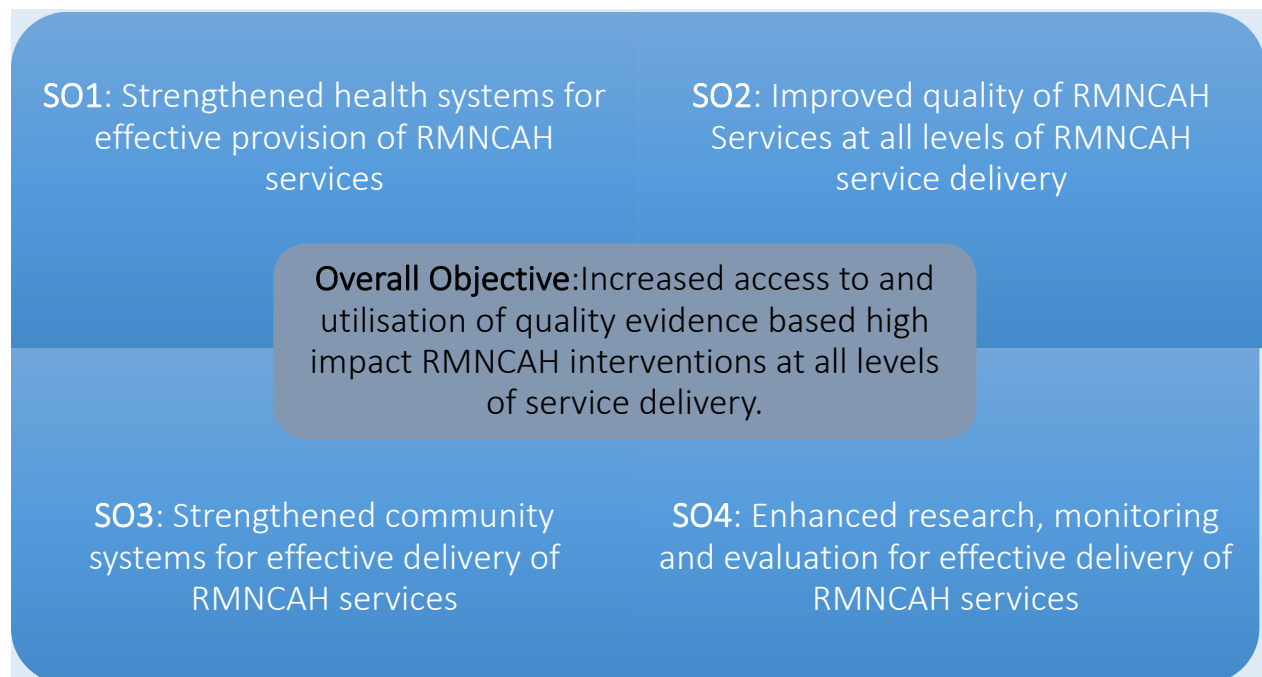 SO1: Strengthened health systems for
effective provision of RMNCAH
services
SO2: Improved quality of RMNCAH
Services at all levels of RMNCAH
service delivery
Overall Objective:Increased access to and
utilisation of quality evidence based high
impact RMNCAH interventions at all levels
of service delivery.
SO3: Strengthened community
systems for effective delivery of
RMNCAH services
SO4: Enhanced research, monitoring
and evaluation for effective delivery of
RMNCAH services